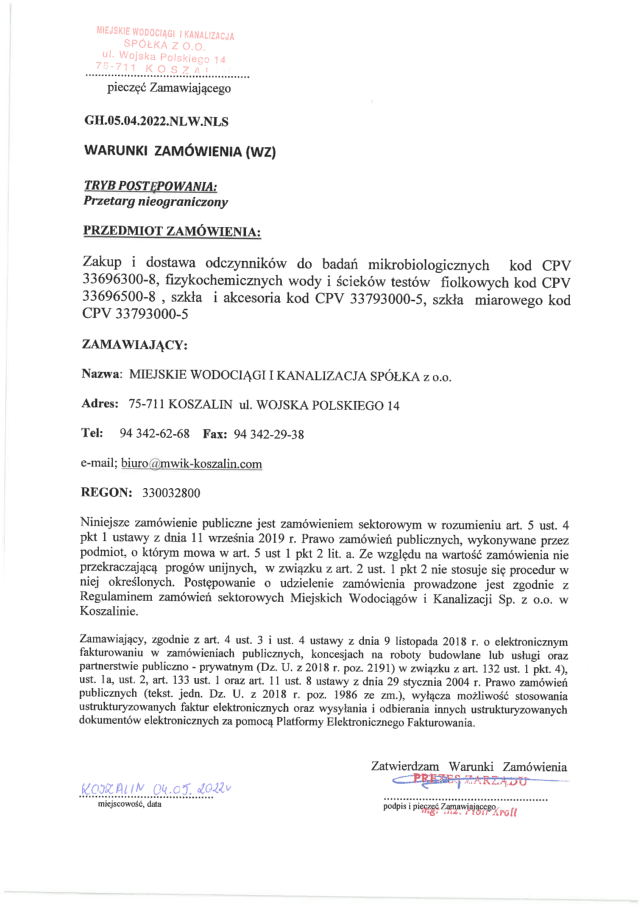 MIEJSKIE WODOCIĄGI I KANALIZACJA
SPÓŁKA Z O.O.
ul. Wojska Polskiego 14
75-711 KOSZAL
pieczęć Zamawiającego
GH.05.04.2022.NLW.NLS
WARUNKI ZAMÓWIENIA (WZ)
TRYB POSTĘPOWANIA:
Przetarg nieograniczony
PRZEDMIOT ZAMÓWIENIA:
Zakup i dostawa odczynników do badań mikrobiologicznych kod CPV
33696300-8, fizykochemicznych wody i ścieków testów fiolkowych kod CPV
33696500-8 , szkła i akcesoria kod CPV 33793000-5, szkła miarowego kod
CPV 33793000-5
ZAMAWIAJĄCY:
Nazwa: MIEJSKIE WODOCIĄGI I KANALIZACJA SPÓŁKA z o.o.
Adres: 75-711 KOSZALIN ul. WOJSKA POLSKIEGO 14
Tel: 94 342-62-68 Fax: 94 342-29-38
e-mail; biuro@mwik-koszalin.com
REGON: 330032800
Niniejsze zamówienie publiczne jest zamówieniem sektorowym w rozumieniu art. 5 ust. 4
pkt 1 ustawy z dnia 11 września 2019 r. Prawo zamówień publicznych, wykonywane przez
podmiot, o którym mowa w art. 5 ust 1 pkt 2 lit. a. Ze względu na wartość zamówienia nie
przekraczającą progów unijnych, w związku z art. 2 ust. 1 pkt 2 nie stosuje się procedur w
niej określonych. Postępowanie o udzielenie zamówienia prowadzone jest zgodnie z
Regulaminem zamówień sektorowych Miejskich Wodociągów i Kanalizacji Sp. z o.o. w
Koszalinie.
Zamawiający, zgodnie z art. 4 ust. 3 i ust. 4 ustawy z dnia 9 listopada 2018 r. o elektronicznym
fakturowaniu w zamówieniach publicznych, koncesjach na roboty budowlane lub usługi oraz
partnerstwie publiczno - prywatnym (Dz. U. z 2018 r. poz. 2191) w związku z art. 132 ust. 1 pkt. 4),
ust. 1a, ust. 2, art. 133 ust. 1 oraz art. 11 ust. 8 ustawy z dnia 29 stycznia 2004 r. Prawo zamówień
publicznych (tekst. jedn. Dz. U. z 2018 r. poz. 1986 ze zm.), wyłącza możliwość stosowania
ustrukturyzowanych faktur elektronicznych oraz wysyłania i odbierania innych ustrukturyzowanych
dokumentów elektronicznych za pomocą Platformy Elektronicznego Fakturowania.
Zatwierdzam Warunki Zamówienia
PREZES ZARZĄDU
KOSZALIN 04.05.2022r
miejscowość, data
podpis i pieczęć Zamawiającego
mgr inż. Piotr Kroll